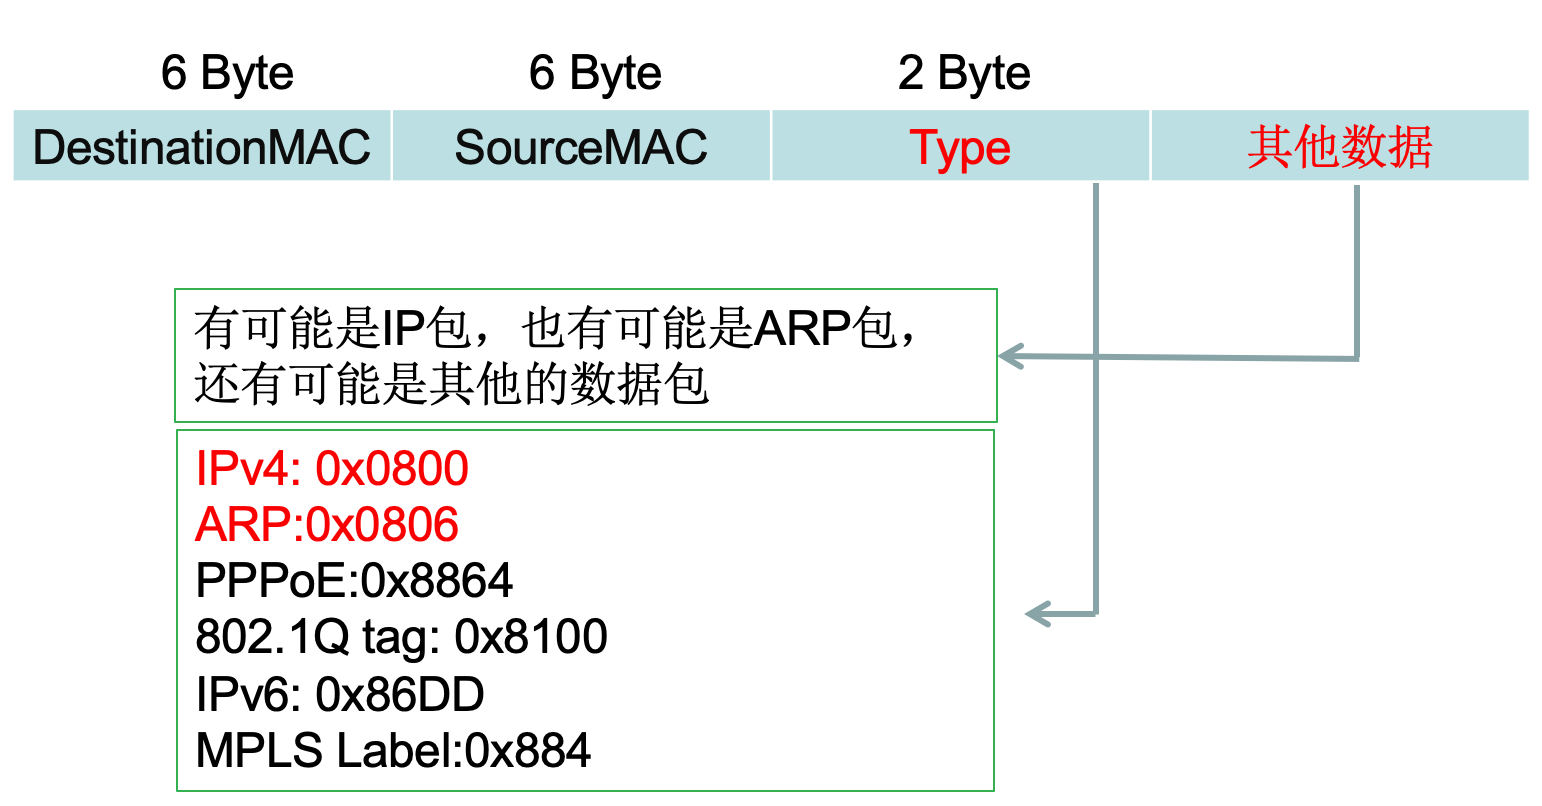 6 Byte 6 Byte 2 Byte
DestinationMAC SourceMAC Type 其他数据
有可能是IP包，也有可能是ARP包，
还有可能是其他的数据包
IPv4: 0x0800
ARP:0x0806
PPPoE:0x8864
802.1Q tag: 0x8100
IPv6: 0x86DD
MPLS Label:0x884